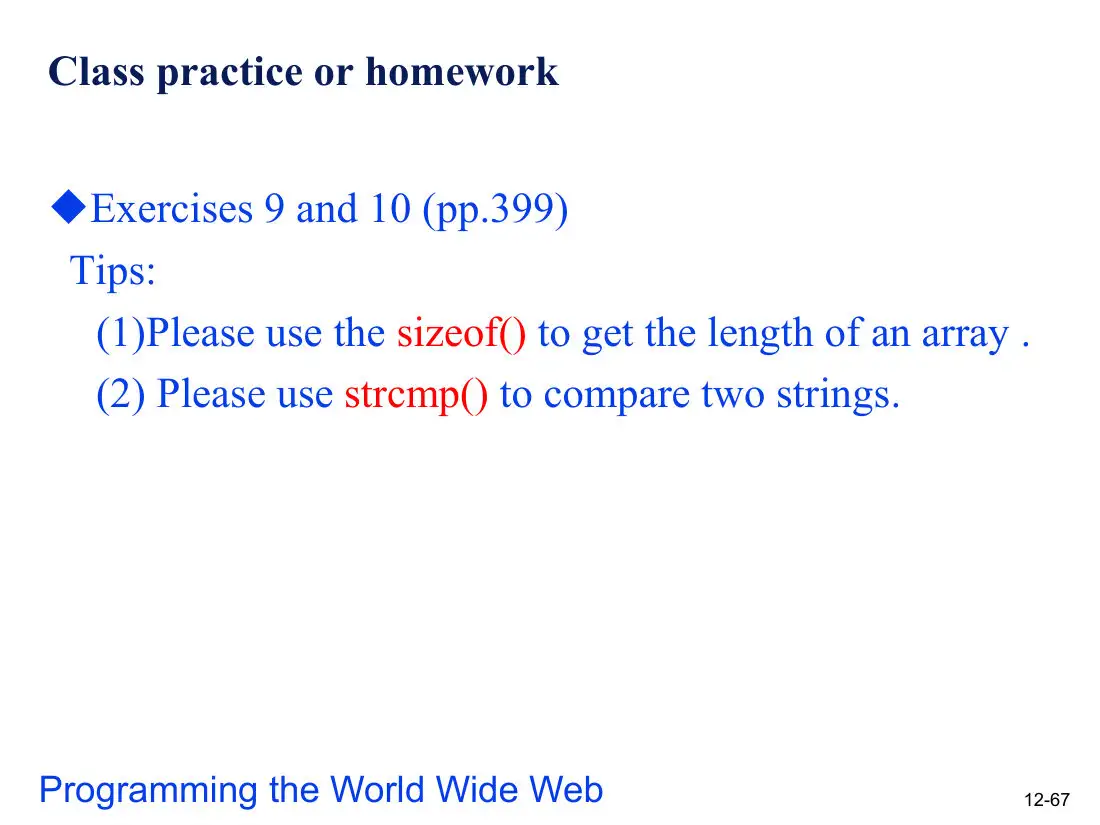 Class practice or homework
◆Exercises 9 and 10 (pp.399)
Tips:
(1)Please use the sizeof() to get the length of an array .
(2) Please use strcmp() to compare two strings.
Programming the World Wide Web
12-67